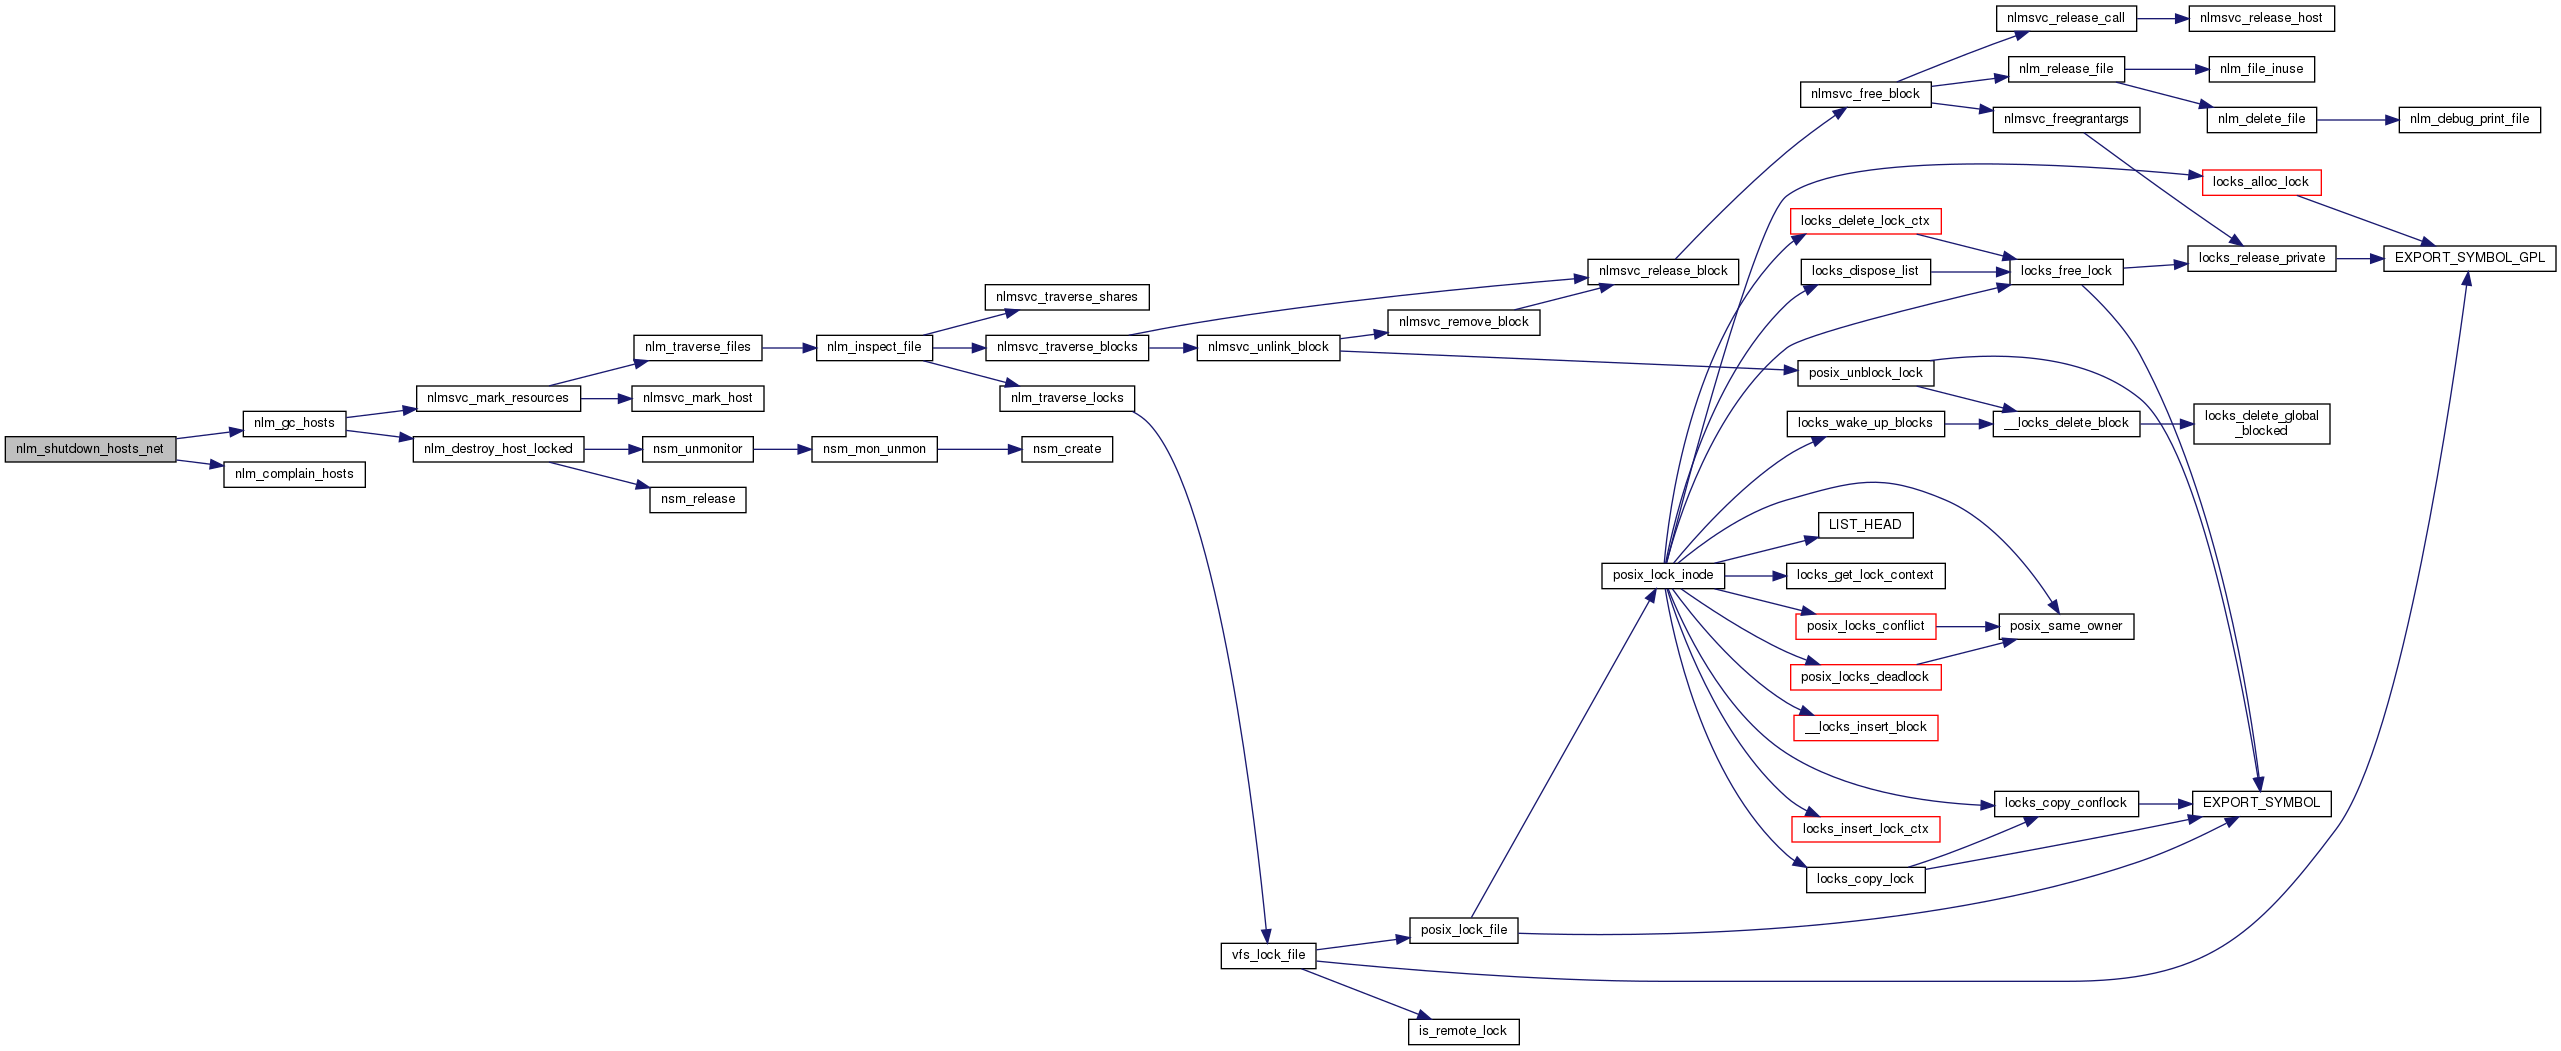 nlm_shutdown_hosts_net
nlm_gc_hosts
nlm_complain_hosts
nlmsvc_mark_resources
nlm_destroy_host_locked
nlm_traverse_files
nlmsvc_mark_host
nsm_unmonitor
nsm_release
nlm_inspect_file
nsm_mon_unmon
nlmsvc_traverse_shares
nlmsvc_traverse_blocks
nlm_traverse_locks
nsm_create
nlmsvc_unlink_block
vfs_lock_file
nlmsvc_remove_block
posix_lock_file
is_remote_lock
nlmsvc_release_block
posix_lock_inode
nlmsvc_free_block
locks_delete_lock_ctx
locks_dispose_list
posix_unblock_lock
locks_wake_up_blocks
LIST_HEAD
locks_get_lock_context
posix_locks_conflict
posix_locks_deadlock
__locks_insert_block
locks_insert_lock_ctx
locks_copy_lock
nlmsvc_release_call
nlm_release_file
nlmsvc_freegrantargs
locks_free_lock
__locks_delete_block
posix_same_owner
locks_copy_conflock
nlmsvc_release_host
nlm_file_inuse
nlm_delete_file
locks_alloc_lock
locks_release_private
locks_delete_global
_blocked
EXPORT_SYMBOL
nlm_debug_print_file
EXPORT_SYMBOL_GPL